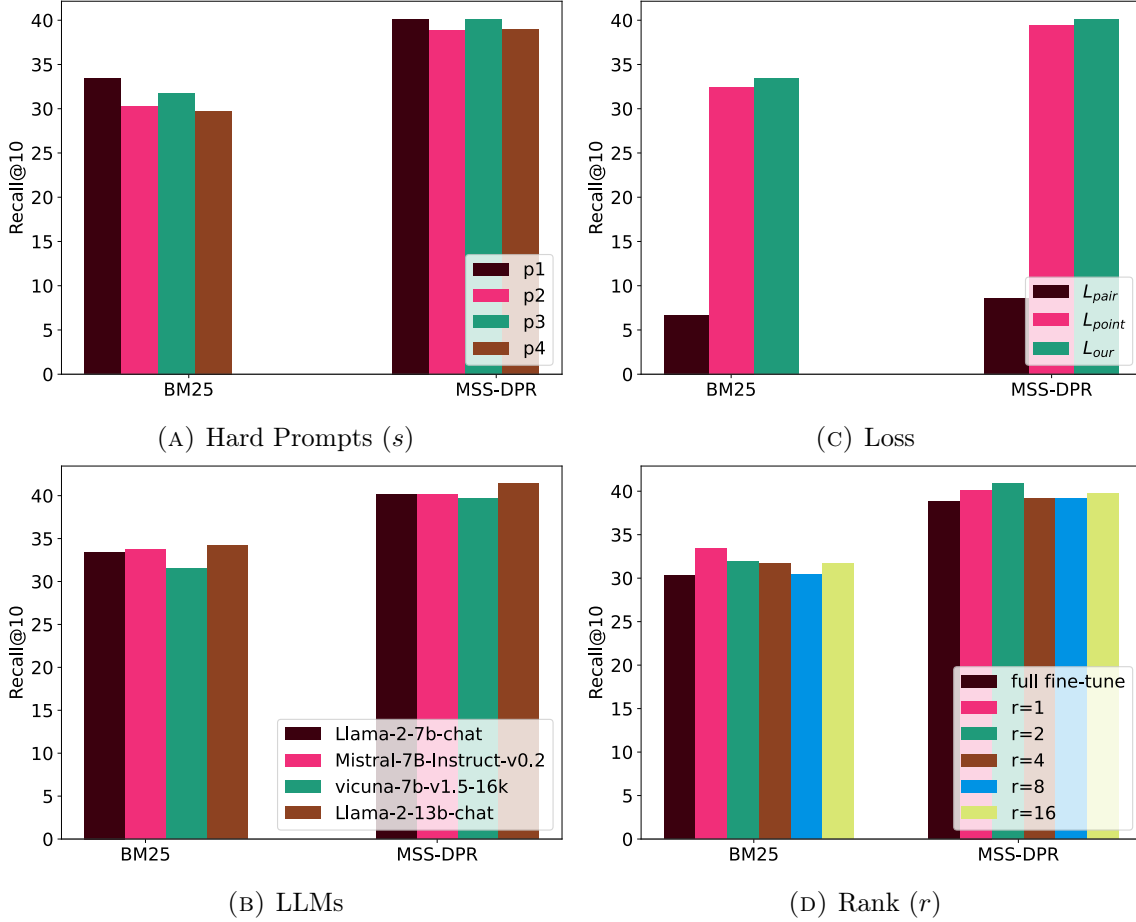 Recall@10
40
35
30
25
20
15
10
5
0
p1
p2
p3
p4
BM25
MSS-DPR
(A) Hard Prompts (s)
Recall@10
40
35
30
25
20
15
10
5
0
L_pair
L_point
L_our
BM25
MSS-DPR
(C) Loss
Recall@10
40
35
30
25
20
15
10
5
0
Llama-2-7b-chat
Mistral-7B-Instruct-v0.2
vicuna-7b-v1.5-16k
Llama-2-13b-chat
BM25
MSS-DPR
(B) LLMs
Recall@10
40
35
30
25
20
15
10
5
0
full fine-tune
r=1
r=2
r=4
r=8
r=16
BM25
MSS-DPR
(D) Rank (r)